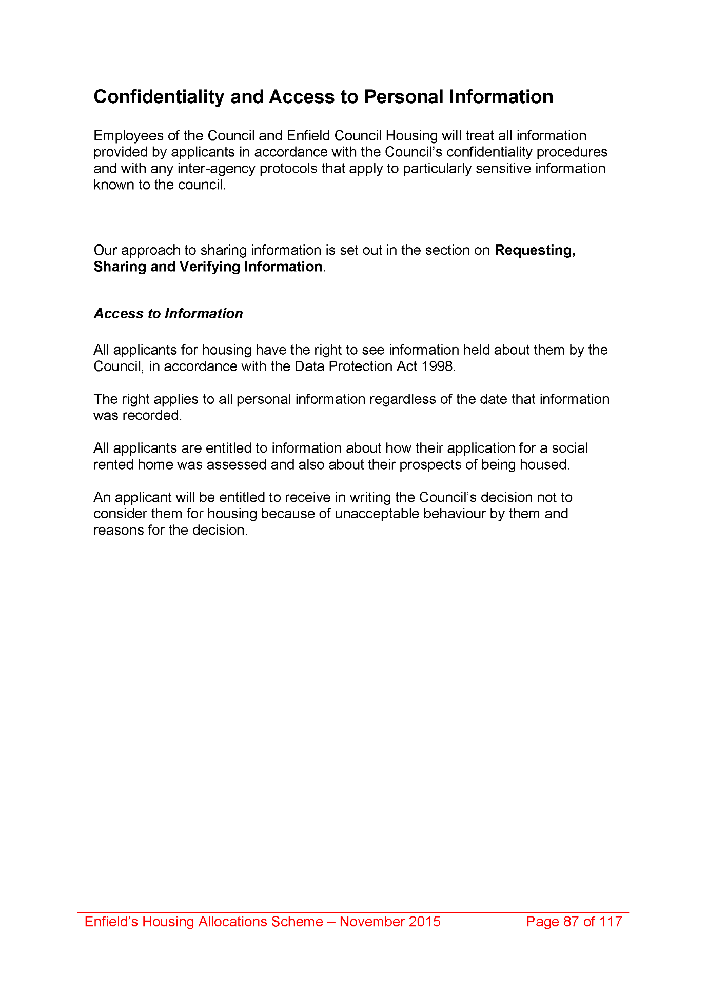 Confidentiality and Access to Personal Information
Employees of the Council and Enfield Council Housing will treat all information
provided by applicants in accordance with the Council’s confidentiality procedures
and with any inter-agency protocols that apply to particularly sensitive information
known to the council.
Our approach to sharing information is set out in the section on Requesting,
Sharing and Verifying Information.
Access to Information
All applicants for housing have the right to see information held about them by the
Council, in accordance with the Data Protection Act 1998.
The right applies to all personal information regardless of the date that information
was recorded.
All applicants are entitled to information about how their application for a social
rented home was assessed and also about their prospects of being housed.
An applicant will be entitled to receive in writing the Council’s decision not to
consider them for housing because of unacceptable behaviour by them and
reasons for the decision.
Enfield’s Housing Allocations Scheme – November 2015 Page 87 of 117